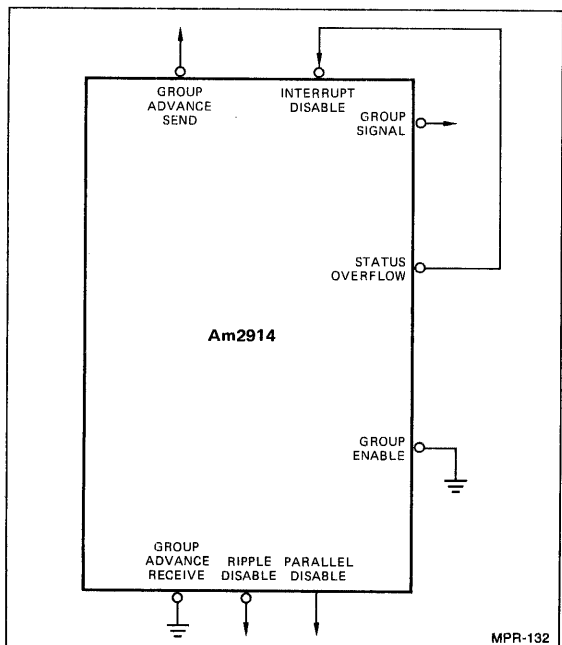 GROUP
ADVANCE
SEND
INTERRUPT
DISABLE
GROUP
SIGNAL
STATUS
OVERFLOW
Am2914
GROUP
ENABLE
GROUP
ADVANCE
RECEIVE
RIPPLE
DISABLE
PARALLEL
DISABLE
MPR-132